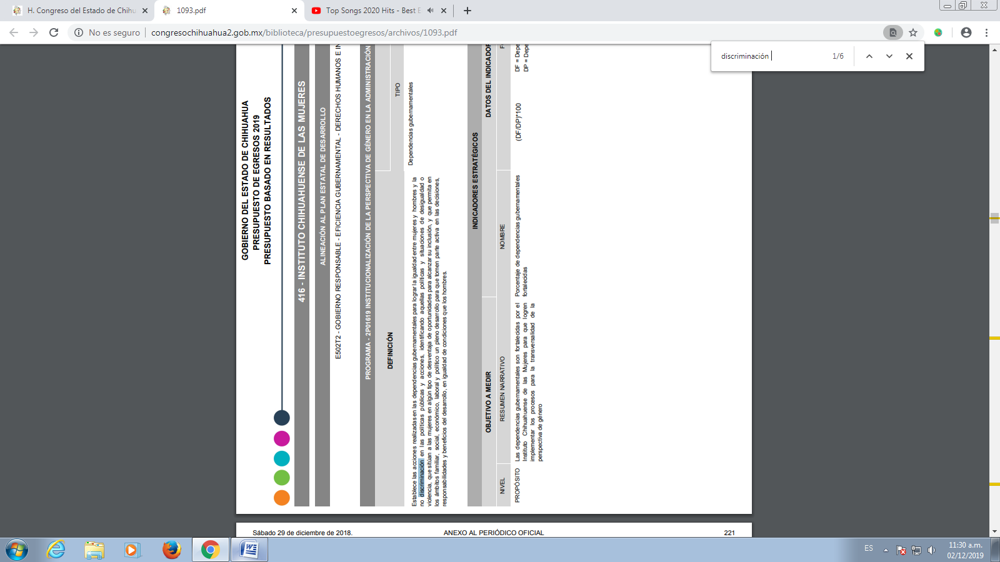 H. Congreso del Estado de Chihu
1093.pdf
Top Songs 2020 Hits - Best E
No es seguro
congresochihuahua2.gob.mx/biblioteca/presupuestoegresos/archivos/1093.pdf
discriminación
1/6
GOBIERNO DEL ESTADO DE CHIHUAHUA
PRESUPUESTO DE EGRESOS 2019
PRESUPUESTO BASADO EN RESULTADOS
416 - INSTITUTO CHIHUAHUENSE DE LAS MUJERES
ALINEACIÓN AL PLAN ESTATAL DE DESARROLLO
E502T2 - GOBIERNO RESPONSABLE - EFICIENCIA GUBERNAMENTAL - DERECHOS HUMANOS E IN
PROGRAMA - 2P01619 INSTITUCIONALIZACIÓN DE LA PERSPECTIVA DE GÉNERO EN LA ADMINISTRACIÓN
DEFINICIÓN
TIPO
Establece las acciones realizadas en las dependencias gubernamentales para lograr la igualdad entre mujeres y hombres y la
no discriminación en las políticas públicas y acciones, identificando aquellas políticas y situaciones de desigualdad o
violencia, que sitúan a las mujeres en algún tipo de desventaja de oportunidades para alcanzar su inclusión, y que permita en
los ámbitos familiar, social, económico, laboral y político un pleno desarrollo para que tomen parte activa en las decisiones,
responsabilidades y beneficios del desarrollo, en igualdad de condiciones que los hombres.
Dependencias gubernamentales
INDICADORES ESTRATÉGICOS
OBJETIVO A MEDIR
DATOS DEL INDICADOR
NIVEL
RESUMEN NARRATIVO
NOMBRE
F
PROPÓSITO
Las dependencias gubernamentales son fortalecidas por el
Instituto Chihuahuense de las Mujeres para que logren
implementar los procesos para la transversalidad de la
perspectiva de género
Porcentaje de dependencias gubernamentales
fortalecidas
(DF/DP)*100
DF = Depe
DP = Depe
Sábado 29 de diciembre de 2018.
ANEXO AL PERIÓDICO OFICIAL
221
ES
11:30 a.m.
02/12/2019